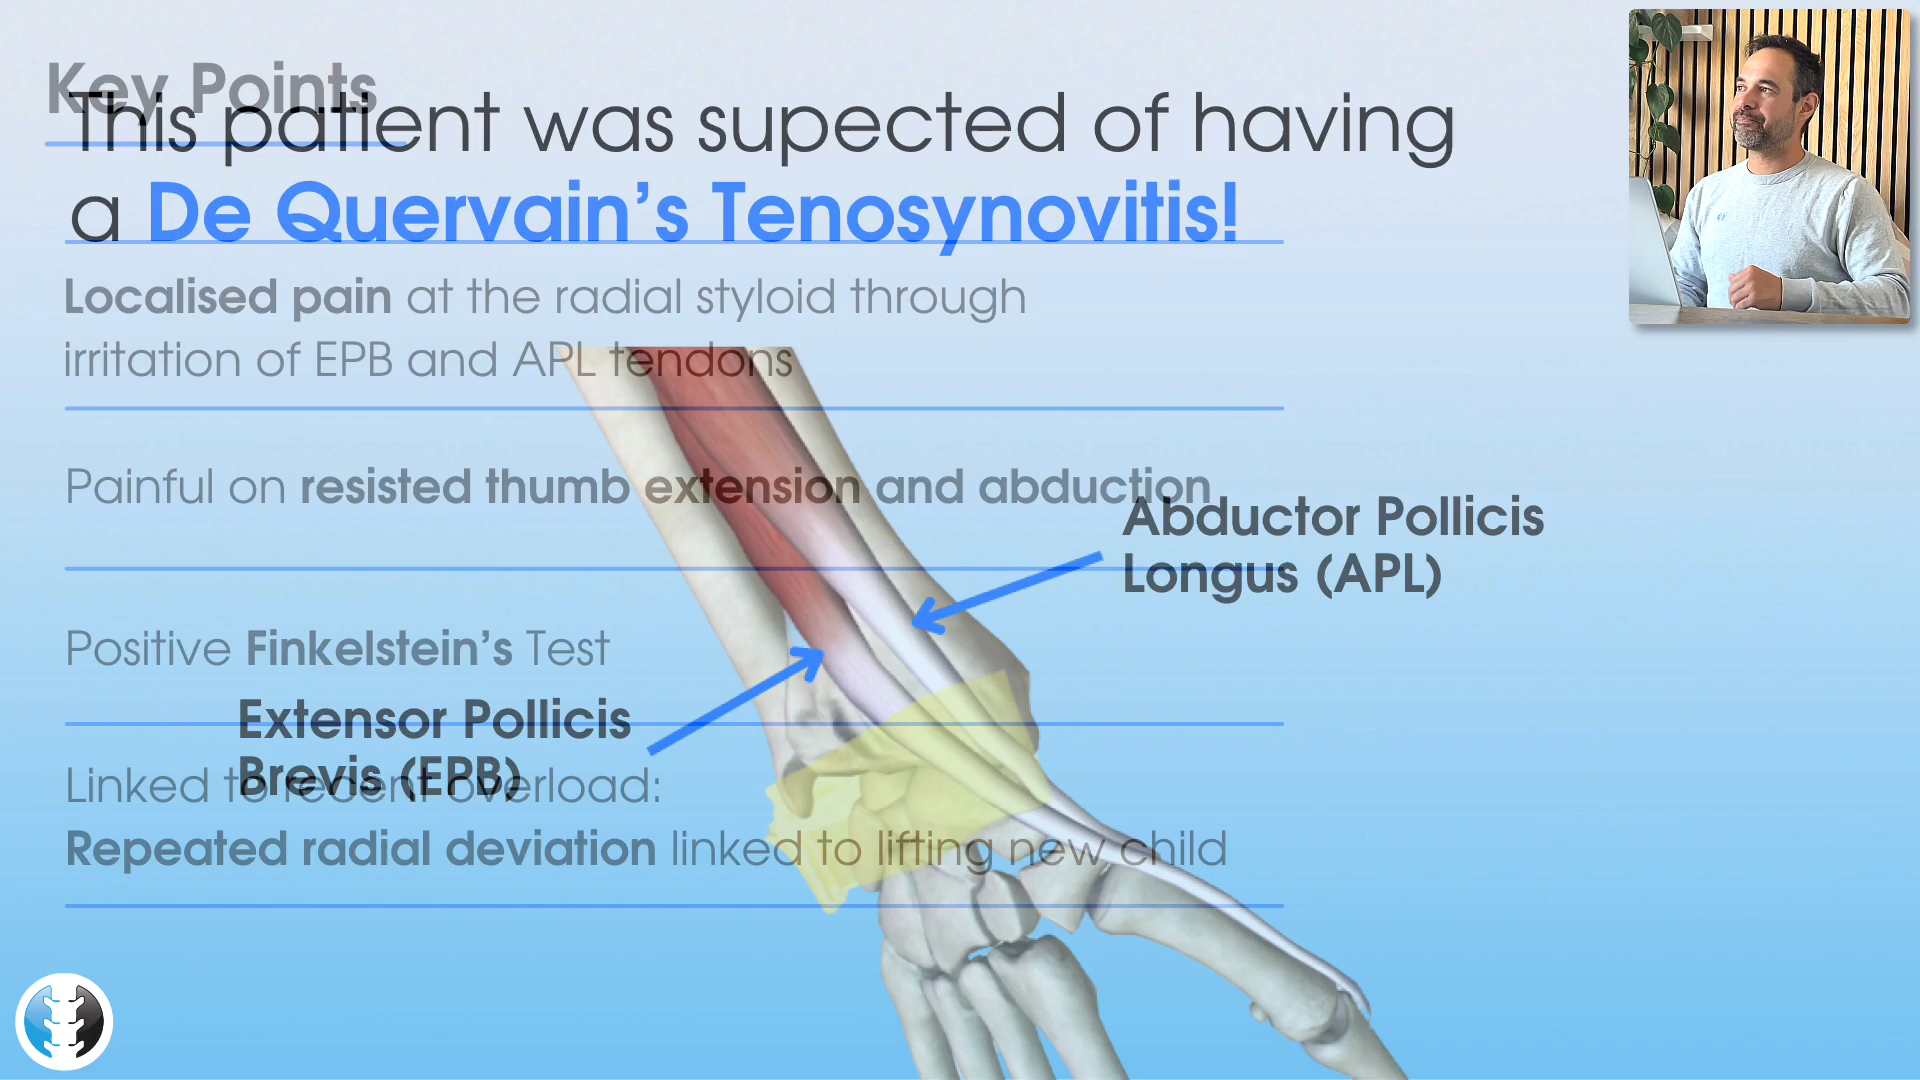 Key Points
This patient was supected of having
a De Quervain's Tenosynovitis!
Localised pain at the radial styloid through
irritation of EPB and APL tendons
Painful on resisted thumb extension and abduction
Abductor Pollicis
Longus (APL)
Positive Finkelstein's Test
Extensor Pollicis
Brevis (EPB)
Linked to recent overload:
Repeated radial deviation linked to lifting new child